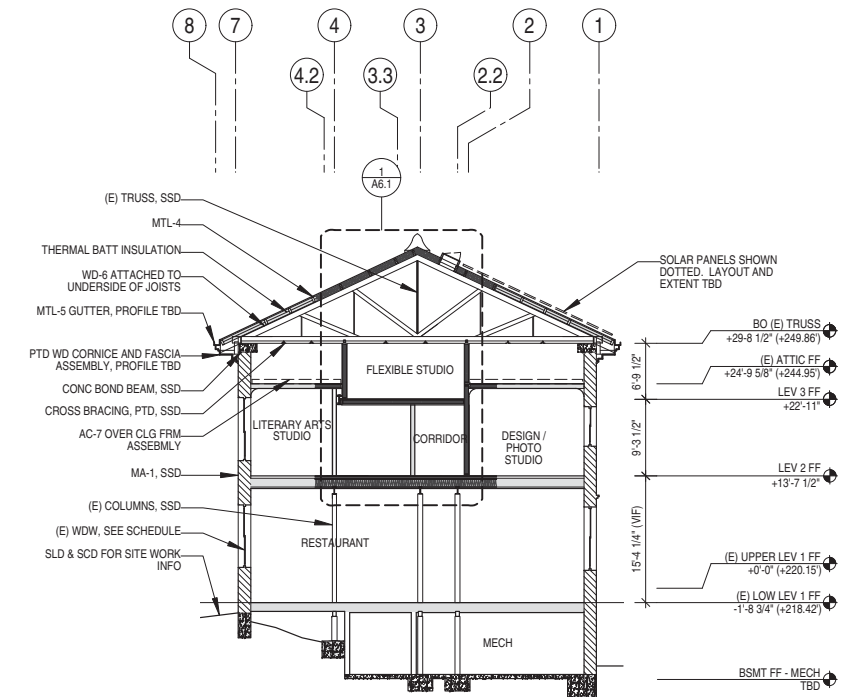 8
7
4
3
2
1
4.2
3.3
2.2
1
A6.1
(E) TRUSS, SSD
MTL-4
THERMAL BATT INSULATION
WD-6 ATTACHED TO
UNDERSIDE OF JOISTS
MTL-5 GUTTER, PROFILE TBD
PTD WD CORNICE AND FASCIA
ASSEMBLY, PROFILE TBD
CONC BOND BEAM, SSD
CROSS BRACING, PTD, SSD
AC-7 OVER CLG FRM
ASSEBMLY
MA-1, SSD
(E) COLUMNS, SSD
(E) WDW, SEE SCHEDULE
SLD & SCD FOR SITE WORK
INFO
FLEXIBLE STUDIO
LITERARY ARTS
STUDIO
CORRIDOR
DESIGN /
PHOTO
STUDIO
RESTAURANT
MECH
SOLAR PANELS SHOWN
DOTTED. LAYOUT AND
EXTENT TBD
6'-9 1/2"
9'-3 1/2"
15'-4 1/4" (VIF)
BO (E) TRUSS
+29-8 1/2" (+249.86')
(E) ATTIC FF
+24'-9 5/8" (+244.95')
LEV 3 FF
+22'-11"
LEV 2 FF
+13'-7 1/2"
(E) UPPER LEV 1 FF
+0'-0" (+220.15')
(E) LOW LEV 1 FF
-1'-8 3/4" (+218.42')
BSMT FF - MECH
TBD